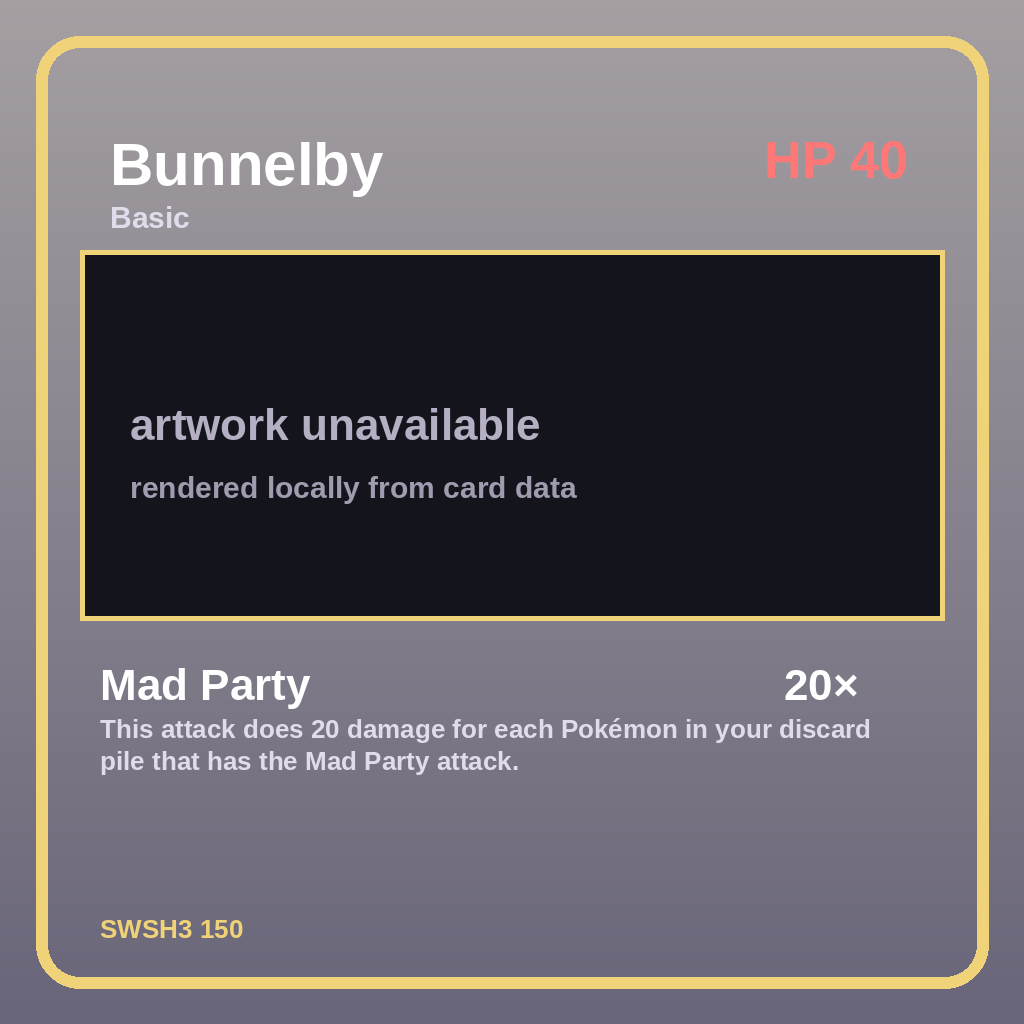 Bunnelby
HP 40
Basic
artwork unavailable
rendered locally from card data
Mad Party
20×
This attack does 20 damage for each Pokémon in your discard
pile that has the Mad Party attack.
SWSH3 150